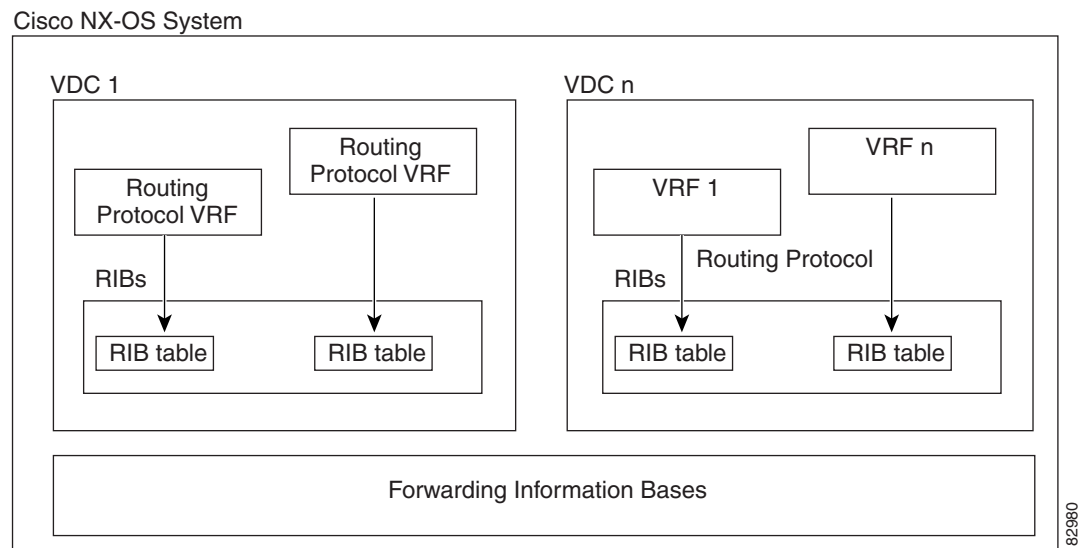 Cisco NX-OS System
VDC 1
Routing
Protocol VRF
Routing
Protocol VRF
RIBs
RIB table
RIB table
VDC n
VRF n
VRF 1
Routing Protocol
RIBs
RIB table
RIB table
Forwarding Information Bases
82980